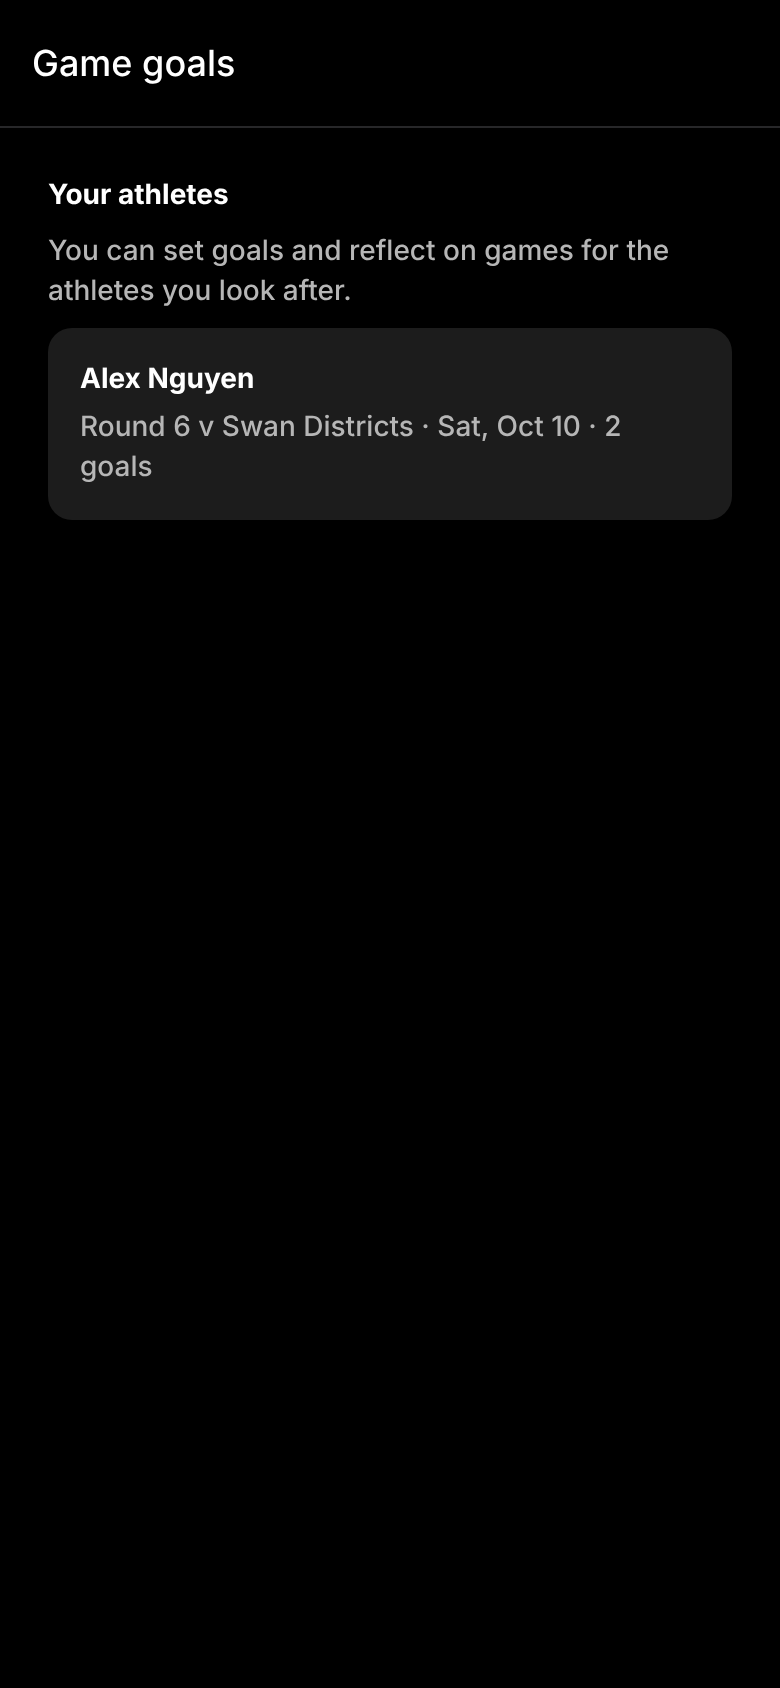 Game goals
Your athletes
You can set goals and reflect on games for the
athletes you look after.
Alex Nguyen
Round 6 v Swan Districts · Sat, Oct 10 · 2
goals